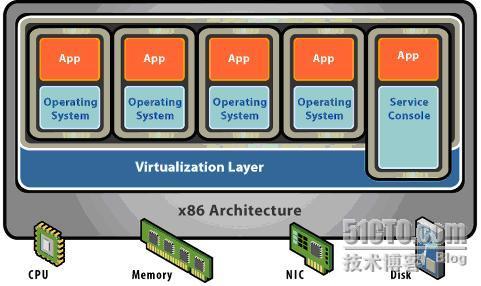 App App App App App
Operating System Operating System Operating System Operating System Service Console
Virtualization Layer
x86 Architecture
51CTO.com
技术博客 Blog
CPU Memory NIC Disk